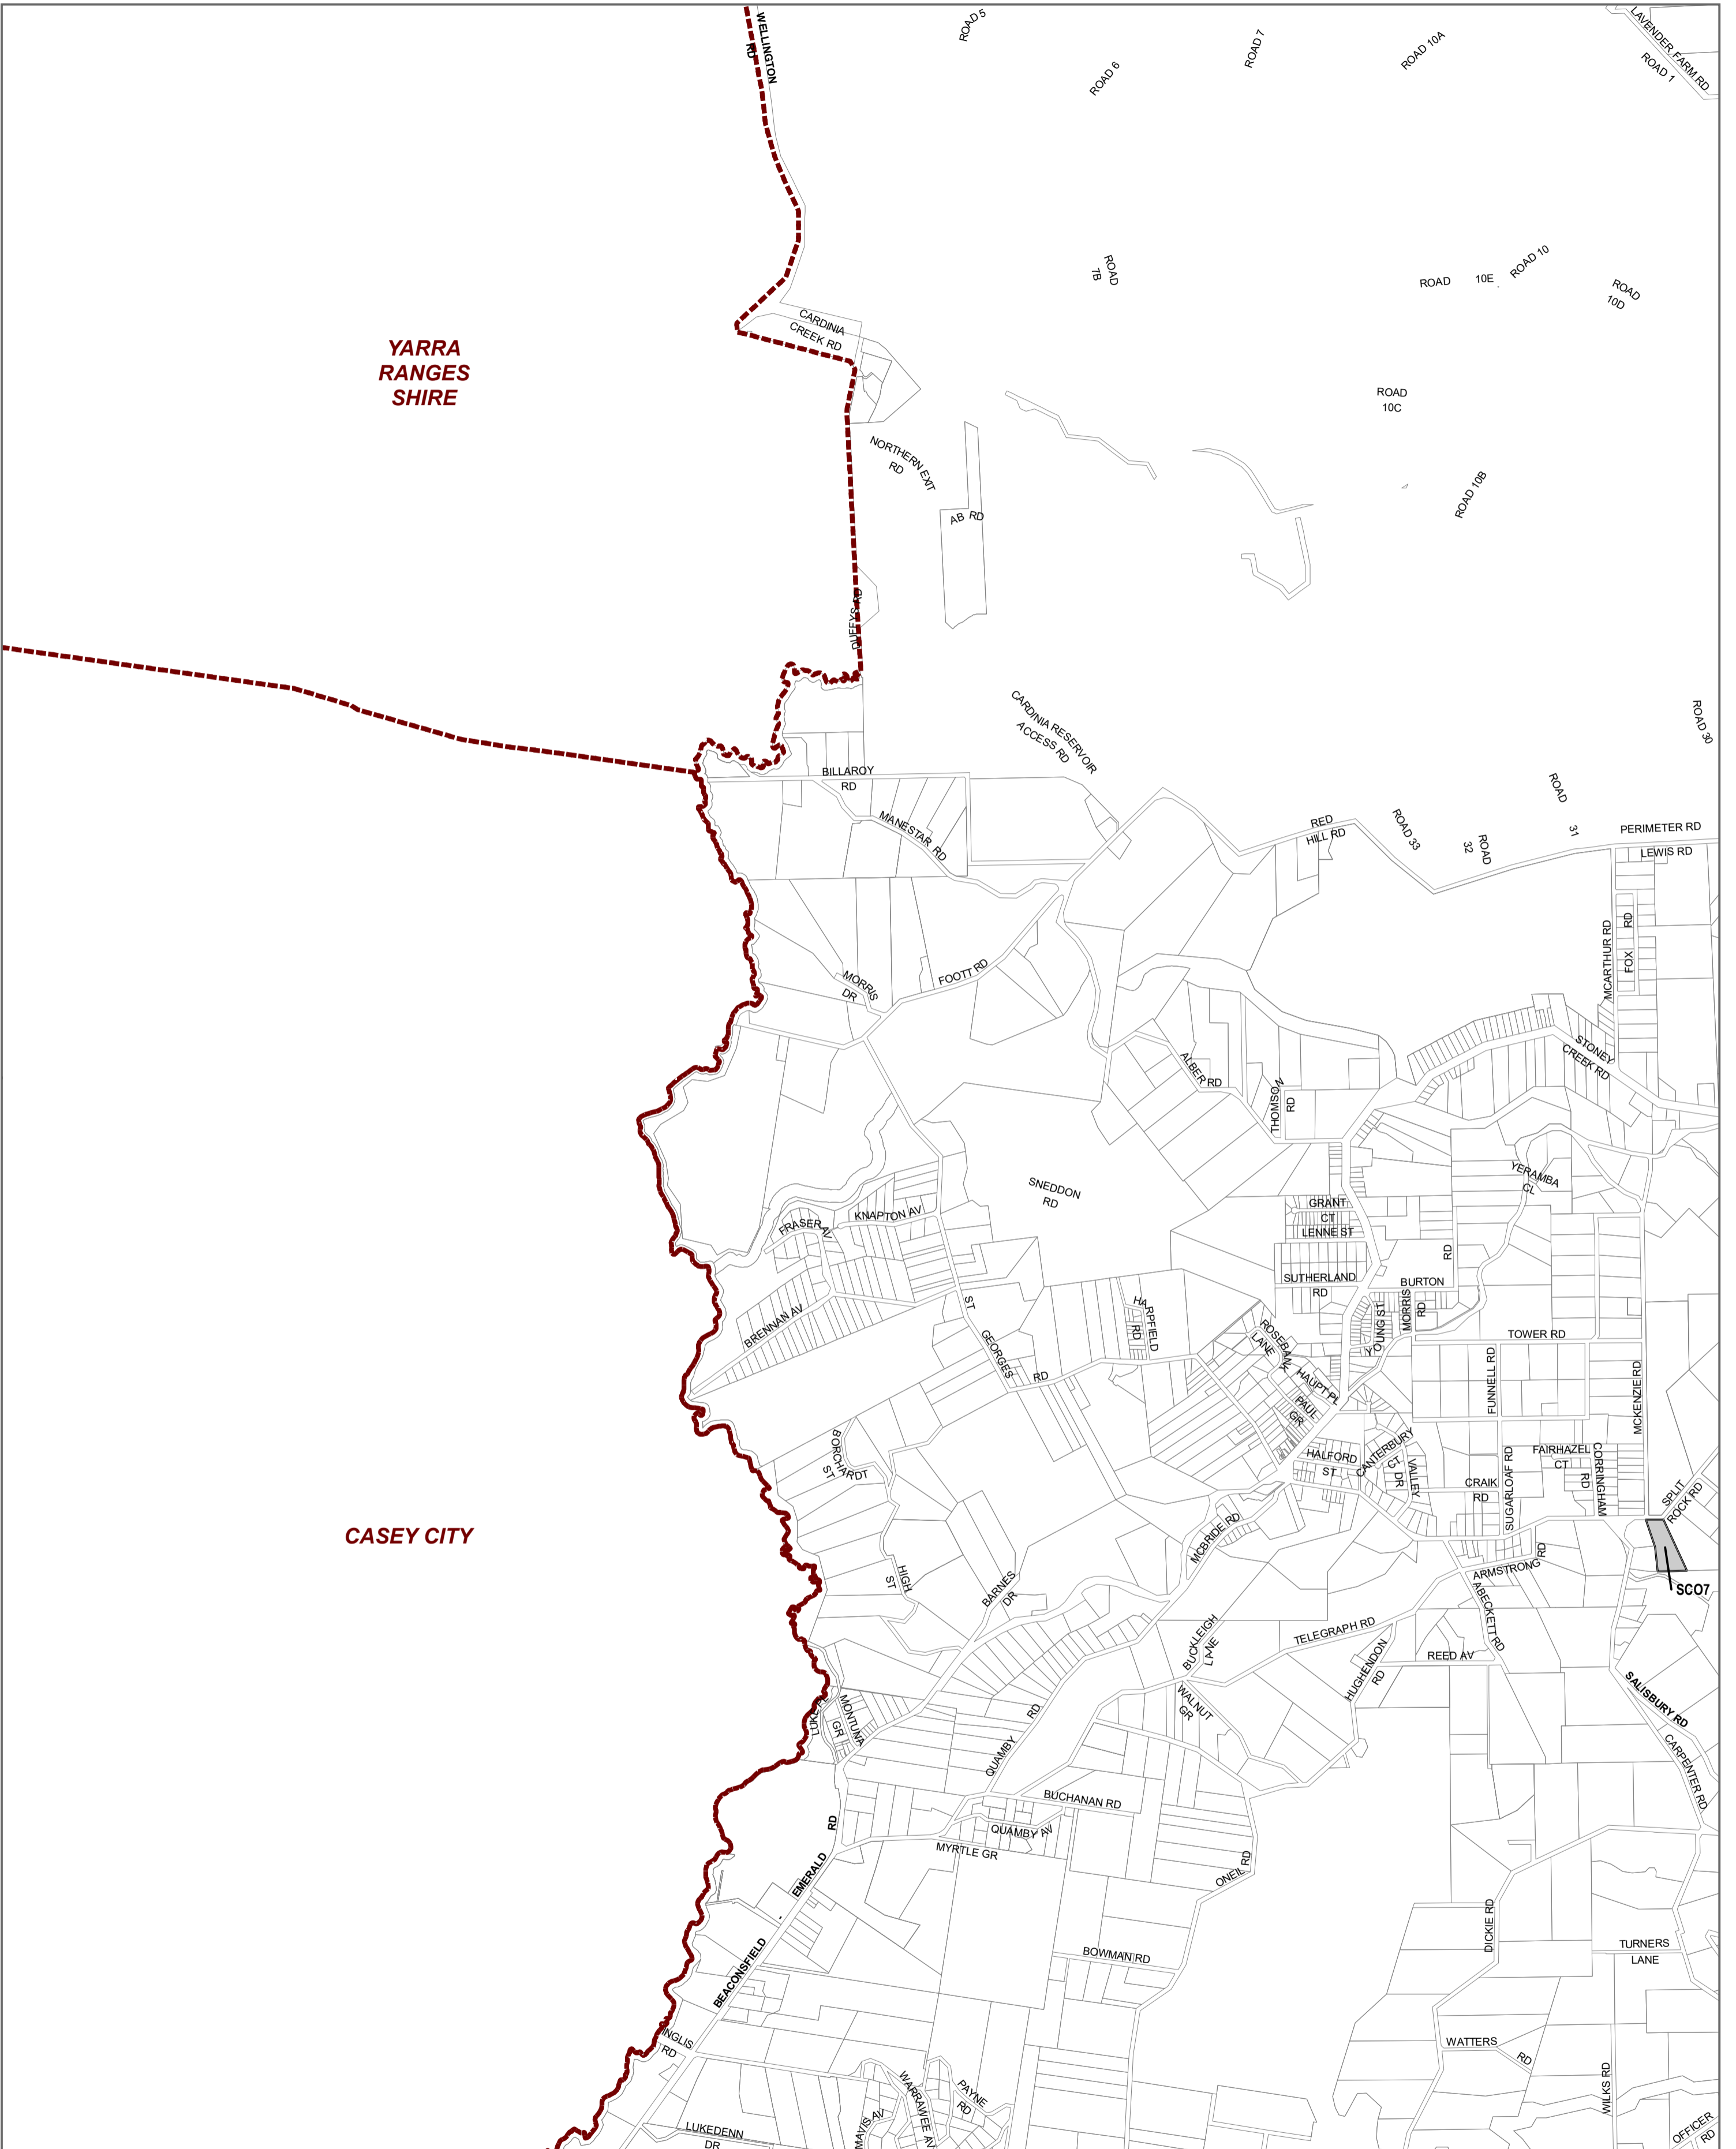 WELLINGTON
RD
ROAD 5
ROAD 6
ROAD 7
ROAD 10A
LAVENDER FARM RD
ROAD 1
ROAD
7B
ROAD
10E
ROAD 10
ROAD
10D
CARDINIA
CREEK RD
YARRA
RANGES
SHIRE
ROAD
10C
NORTHERN EXIT
RD
ROAD 10B
AB RD
DUFFYS RD
CARDINIA RESERVOIR
ACCESS RD
ROAD 30
BILLAROY
RD
MANESTAR RD
RED
HILL RD
ROAD 33
ROAD
32
ROAD
31
PERIMETER RD
LEWIS RD
MCARTHUR RD
FOX RD
MORRIS
DR
FOOTT RD
STONEY
CREEK RD
ALBER RD
THOMSON
RD
SNEDDON
RD
YERAMBA
CL
GRANT
CT
LENNE ST
FRASER AV
KNAPTON AV
SUTHERLAND
RD
BURTON
RD
BRENNAN AV
ST
GEORGES
RD
HARPFIELD
RD
ROSEBANK
LANE
YOUNG ST
MORRIS
RD
TOWER RD
FUNNELL RD
MCKENZIE RD
HAUPT PL
PAUL
GR
BORCHARDT
ST
HALFORD
ST
CANTERBURY
CT
VALLEY
DR
CRAIK
RD
SUGARLOAF RD
FAIRHAZEL
CT
CORRINGHAM
RD
SPLIT
ROCK RD
CASEY CITY
MCBRIDE RD
HIGH
ST
BARNES
DR
ARMSTRONG
RD
SCO7
ABECKETT RD
BUCKLEIGH
LANE
TELEGRAPH RD
HUGHENDON
RD
REED AV
SALISBURY RD
MONTUNA
GR
WALNUT
GR
QUAMBY
RD
CARPENTER RD
BUCHANAN RD
QUAMBY AV
MYRTLE GR
BEACONSFIELD
EMERALD
RD
ONEIL RD
DICKIE RD
TURNERS
LANE
BOWMAN RD
INGLIS
RD
WATTERS
RD
WILKS RD
WARRAWEE AV
PAYNE
RD
MAVIS AV
LUKEDENN
DR
OFFICER
RD